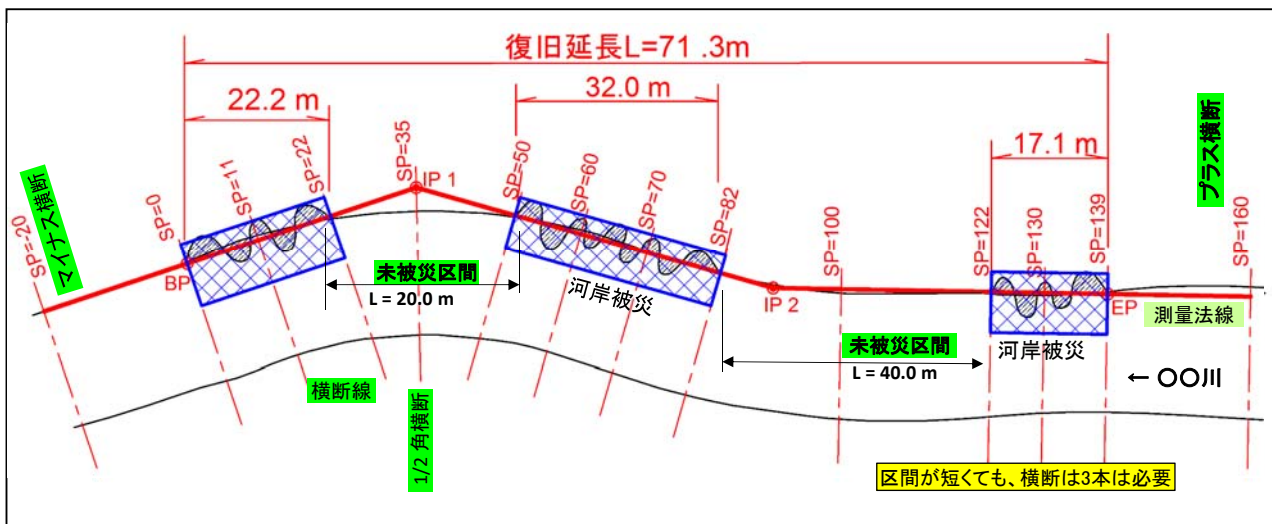 復旧延長L=71 .3m
22.2 m
32.0 m
17.1 m
プラス横断
マイナス横断
SP=-20
SP=0
SP=11
SP=22
SP=35
IP 1
SP=50
SP=60
SP=70
SP=82
SP=100
SP=122
SP=130
SP=139
SP=160
BP
未被災区間
L = 20.0 m
河岸被災
IP 2
EP
測量法線
未被災区間
L = 40.0 m
河岸被災
← 〇〇川
横断線
1/2 角横断
区間が短くても、横断は3本は必要